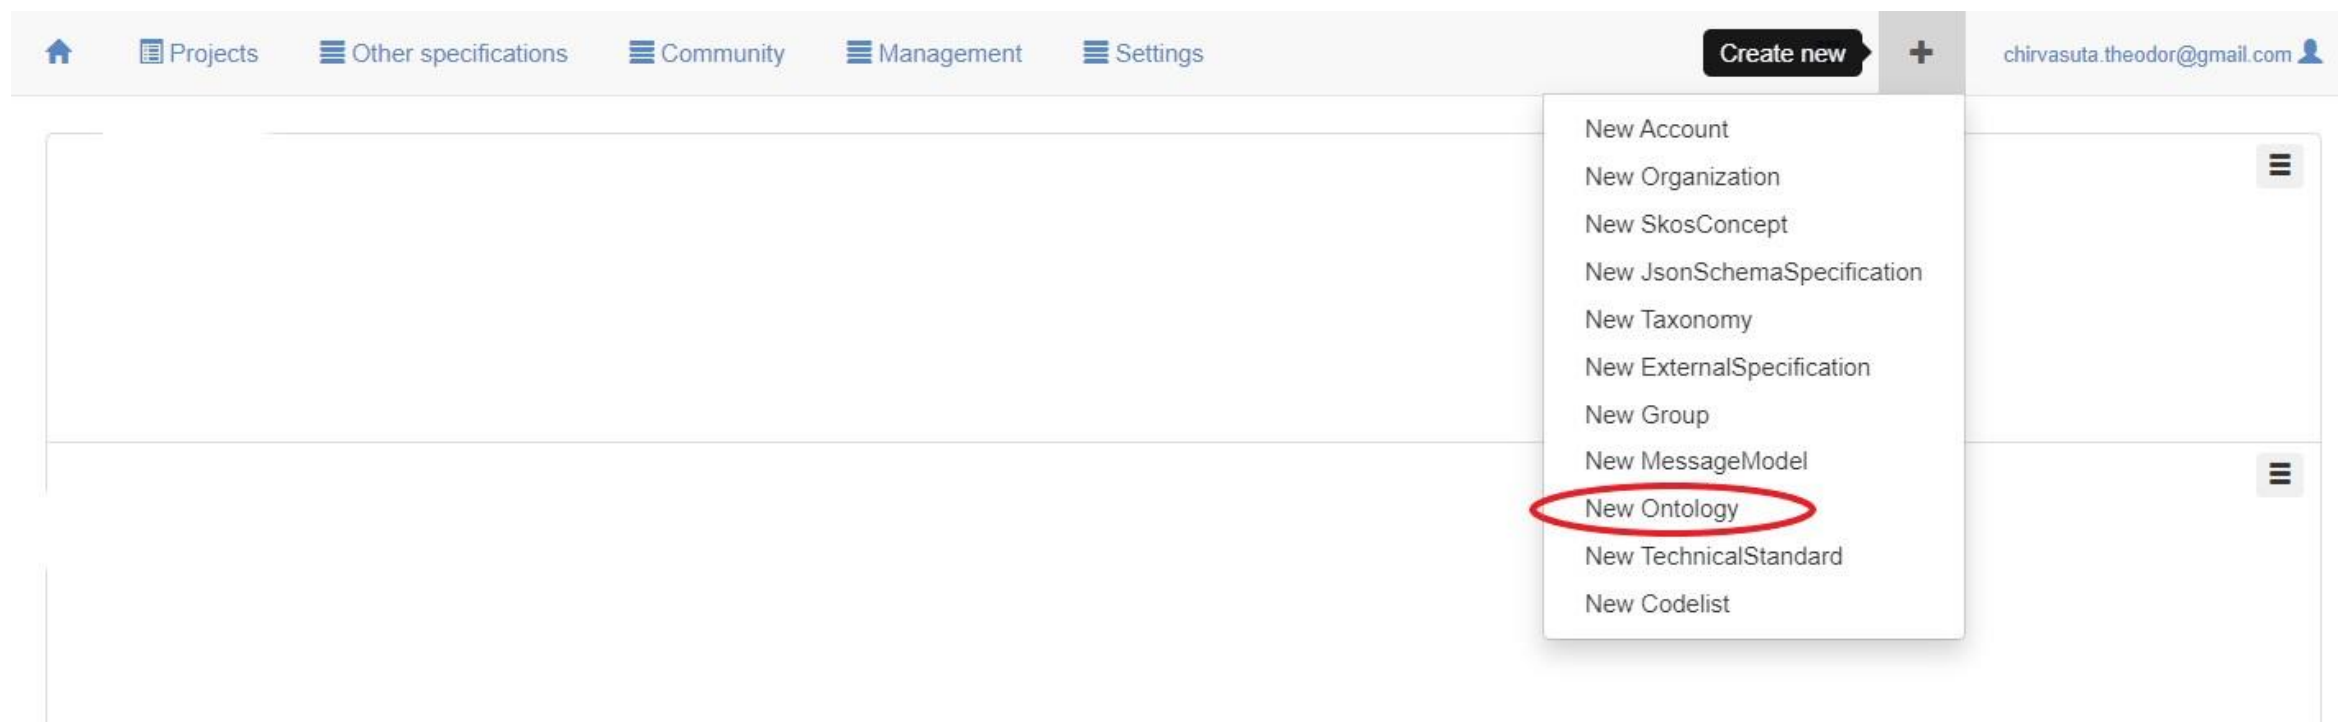 Projects Other specifications Community Management Settings Create new chirvasuta.theodor@gmail.com
New Account
New Organization
New SkosConcept
New JsonSchemaSpecification
New Taxonomy
New ExternalSpecification
New Group
New MessageModel
New Ontology
New TechnicalStandard
New Codelist